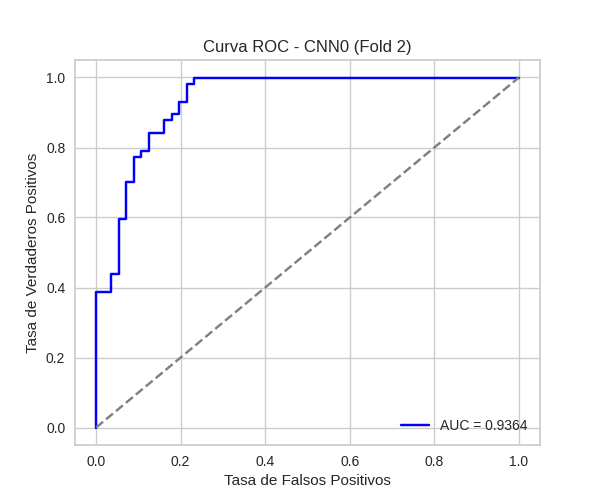 Curva ROC - CNN0 (Fold 2)
Tasa de Verdaderos Positivos
1.0
0.8
0.6
0.4
0.2
0.0
AUC = 0.9364
0.0 0.2 0.4 0.6 0.8 1.0
Tasa de Falsos Positivos